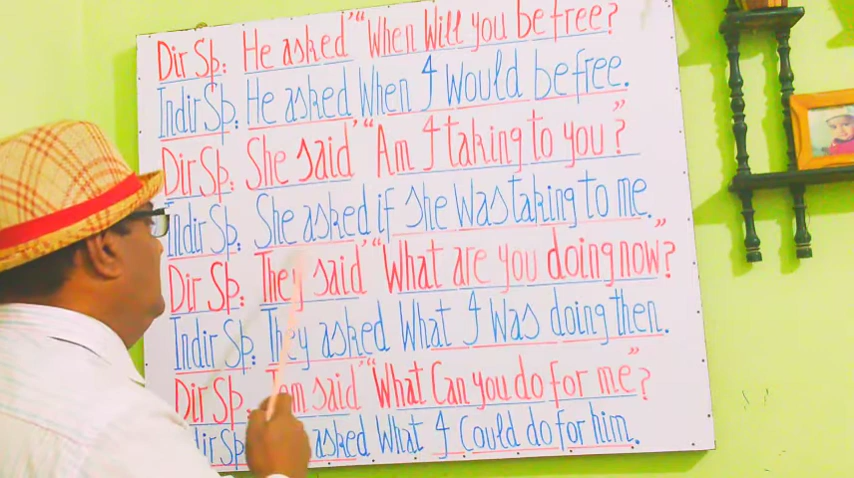 Dir Sp: He asked' "When Will you be free?
Indir Sp: He asked When I Would be free.
Dir Sp: She said' "Am I taking to you?"
Indir Sp: She asked if she Was taking to me.
Dir Sp: They said' "What are you doing now"?
Indir Sp: They asked What I Was doing then.
Dir Sp. said' "What Can you do for me"?
Sp: asked What I Could do for him.